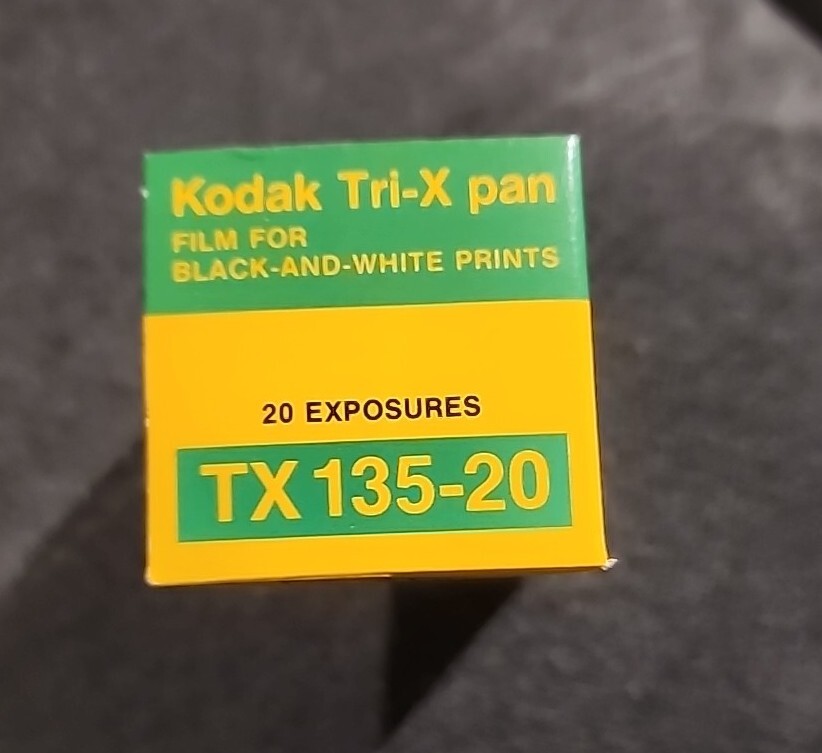 Kodak Tri-X pan
FILM FOR
BLACK-AND-WHITE PRINTS
20 EXPOSURES
TX 135-20